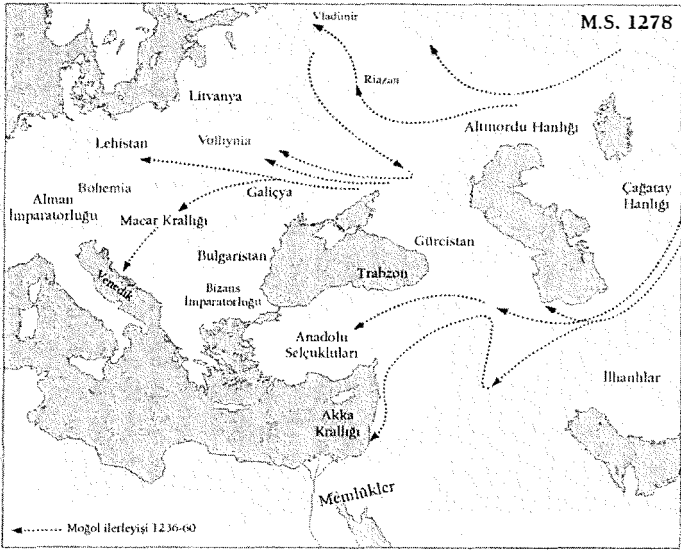 M.S. 1278
Vladimir
Riazan
Litvanya
Altınordu Hanlığı
Lehistan
Volhynia
Bohemia
Galiçya
Alman
İmparatorluğu
Çağatay
Hanlığı
Macar Krallığı
Gürcistan
Bulgaristan
Trabzon
Venedik
Bizans
İmparatorluğu
Anadolu
Selçukluları
İlhanlılar
Akka
Krallığı
Memlükler
Moğol ilerleyişi 1236-60